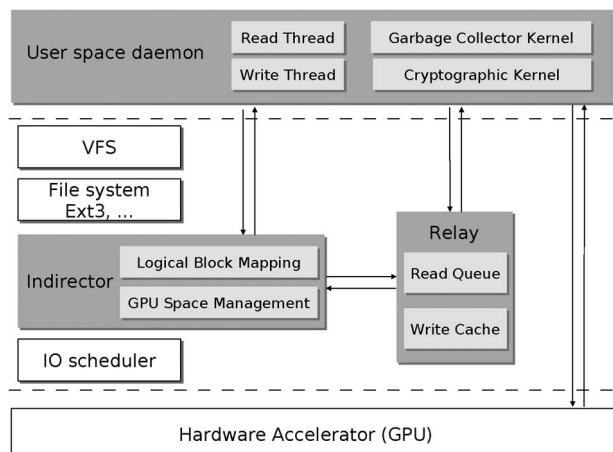 User space daemon
Read Thread
Write Thread
Garbage Collector Kernel
Cryptographic Kernel
VFS
File system
Ext3, ...
Indirector
Logical Block Mapping
GPU Space Management
Relay
Read Queue
Write Cache
IO scheduler
Hardware Accelerator (GPU)